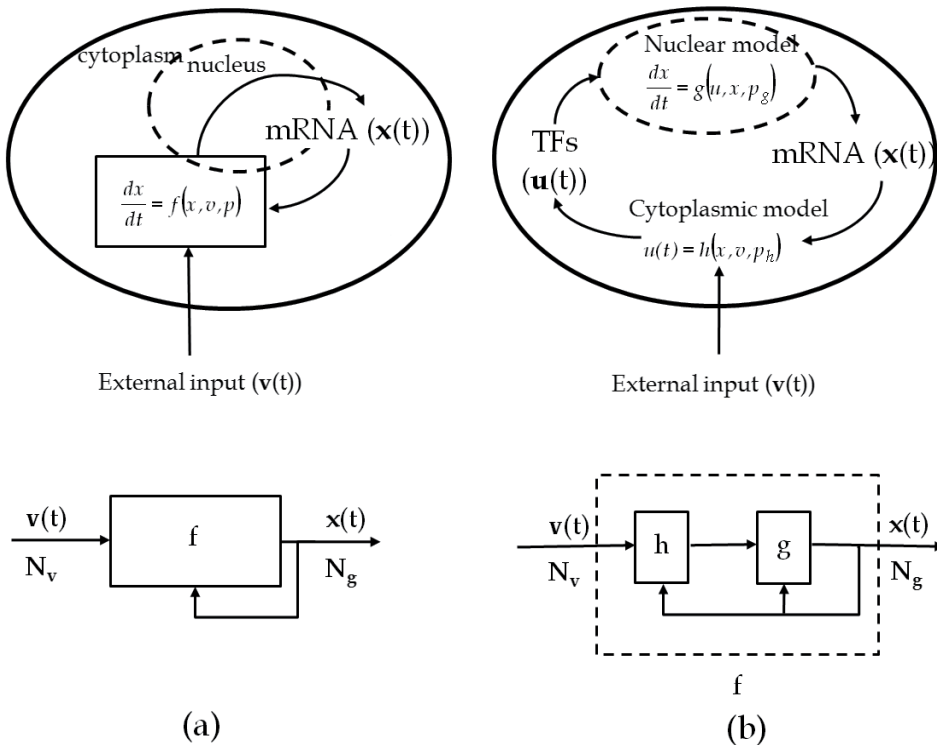 cytoplasm
nucleus
mRNA (x(t))
dx/dt = f(x, v, p)
External input (v(t))
v(t)
N_v
f
x(t)
N_g
(a)
Nuclear model
dx/dt = g(u, x, p_g)
TFs
(u(t))
mRNA (x(t))
Cytoplasmic model
u(t) = h(x, v, p_h)
External input (v(t))
v(t)
N_v
h
g
x(t)
N_g
f
(b)